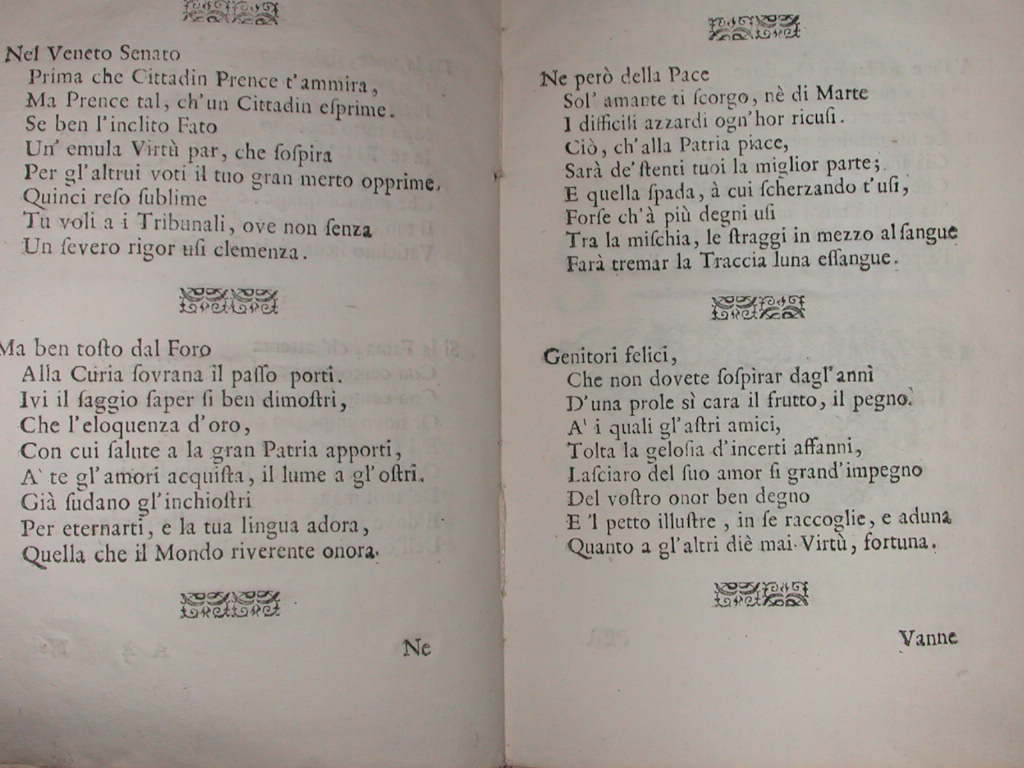 Nel Veneto Senato
Prima che Cittadin Prence t'ammira,
Ma Prence tal, ch'un Cittadin eſprime.
Se ben l'inclito Fato
Un' emula Virtù par, che ſoſpira
Per gl'altrui voti il tuo gran merto opprime.
Quinci reſo ſublime
Tu voli a i Tribunali, ove non ſenza
Un ſevero rigor uſi clemenza.
Ma ben toſto dal Foro
Alla Curia ſovrana il paſſo porti.
Ivi il ſaggio ſaper ſi ben dimoſtri,
Che l'eloquenza d'oro,
Con cui ſalute a la gran Patria apporti,
A' te gl'amori acquiſta, il lume a gl'oſtri.
Già ſudano gl'inchioſtri
Per eternarti, e la tua lingua adora,
Quella che il Mondo riverente onora.
Ne
Ne però della Pace
Sol' amante ti ſcorgo, nè di Marte
I difficili azzardi ogn'hor ricuſi.
Ciò, ch'alla Patria piace,
Sarà de' ſtenti tuoi la miglior parte;
E quella ſpada, à cui ſcherzando t'uſi,
Forſe ch'à più degni uſi
Tra la miſchia, le ſtraggi in mezzo al ſangue
Farà tremar la Traccia luna eſſangue.
Genitori felici,
Che non dovete ſoſpirar dagl'anni
D'una prole sì cara il frutto, il pegno.
A' i quali gl'aſtri amici,
Tolta la geloſia d'incerti affanni,
Laſciaro del ſuo amor ſi grand'impegno
Del voſtro onor ben degno
E 'l petto illuſtre, in ſe raccoglie, e aduna
Quanto a gl'altri diè mai Virtù, fortuna.
Vanne